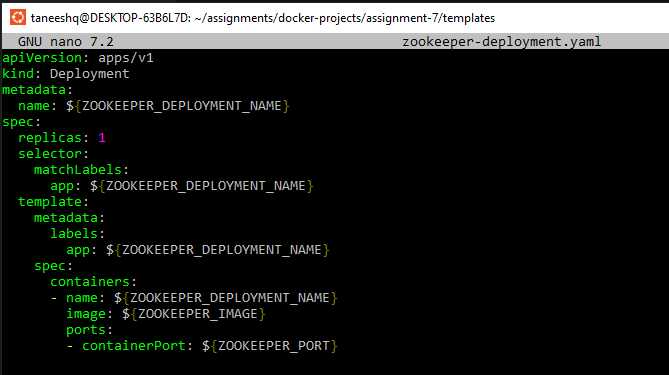 taneeshq@DESKTOP-63B6L7D: ~/assignments/docker-projects/assignment-7/templates
GNU nano 7.2 zookeeper-deployment.yaml
apiVersion: apps/v1
kind: Deployment
metadata:
  name: ${ZOOKEEPER_DEPLOYMENT_NAME}
spec:
  replicas: 1
  selector:
    matchLabels:
      app: ${ZOOKEEPER_DEPLOYMENT_NAME}
  template:
    metadata:
      labels:
        app: ${ZOOKEEPER_DEPLOYMENT_NAME}
    spec:
      containers:
      - name: ${ZOOKEEPER_DEPLOYMENT_NAME}
        image: ${ZOOKEEPER_IMAGE}
        ports:
        - containerPort: ${ZOOKEEPER_PORT}